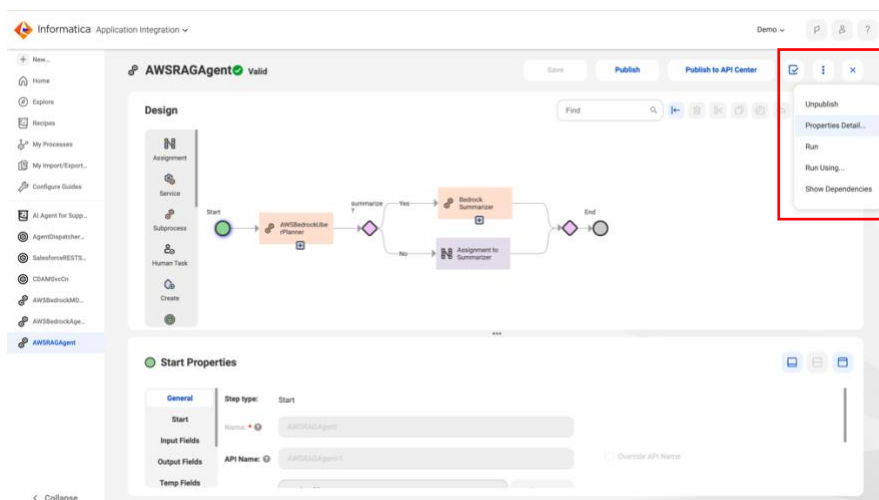 Informatica Application Integration
Demo
?
New...
Home
Explore
Recipes
My Processes
My Import/Export...
Configure Guides
AI Agent for Supp...
AgentDispatcher...
SalesforceRESTS...
CDAMSvcCn
AWSBedrockMD...
AWSBedrockAge...
AWSRAGAgent
Collapse
AWSRAGAgent Valid
Save
Publish
Publish to API Center
Unpublish
Properties Detail...
Run
Run Using...
Show Dependencies
Design
Find
Assignment
Service
Subprocess
Human Task
Create
Start
AWSBedrockUbe
rPlanner
summarize
?
Yes
No
Bedrock
Summarizer
Assignment to
Summarizer
End
Start Properties
General
Start
Input Fields
Output Fields
Temp Fields
Step type: Start
Name: * AWSRAGAgent
API Name: AWSRAGAgent-1
Override API Name